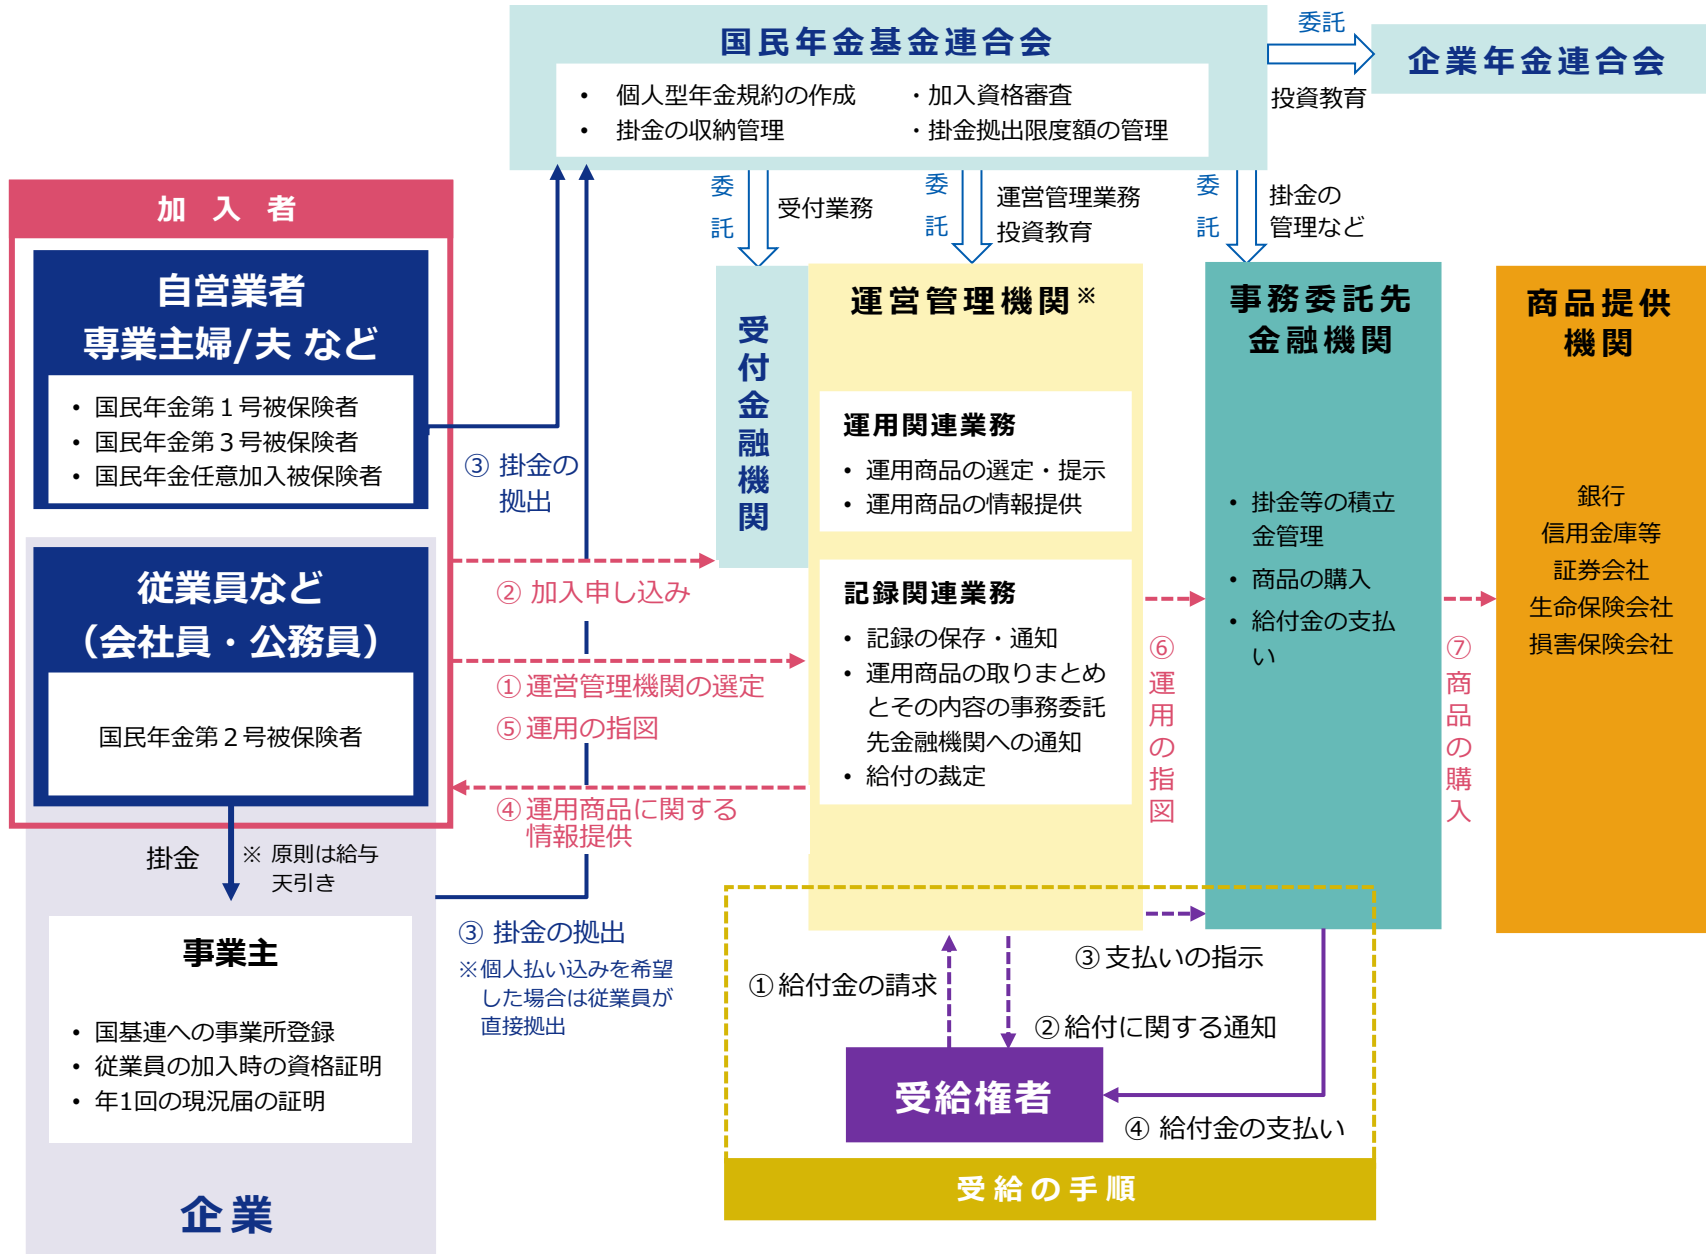 国民年金基金連合会
• 個人型年金規約の作成
• 掛金の収納管理
・加入資格審査
・掛金拠出限度額の管理
委託
投資教育
企業年金連合会
委託
受付業務
委託
運営管理業務
投資教育
委託
掛金の
管理など
加入者
自営業者
専業主婦/夫 など
• 国民年金第１号被保険者
• 国民年金第３号被保険者
• 国民年金任意加入被保険者
従業員など
（会社員・公務員）
国民年金第２号被保険者
掛金
※ 原則は給与
天引き
事業主
• 国基連への事業所登録
• 従業員の加入時の資格証明
• 年1回の現況届の証明
企業
③ 掛金の
拠出
② 加入申し込み
①運営管理機関の選定
⑤運用の指図
④運用商品に関する
情報提供
③ 掛金の拠出
※個人払い込みを希望
した場合は従業員が
直接拠出
受付金融機関
運営管理機関※
運用関連業務
• 運用商品の選定・提示
• 運用商品の情報提供
記録関連業務
• 記録の保存・通知
• 運用商品の取りまとめ
とその内容の事務委託
先金融機関への通知
• 給付の裁定
⑥運用の指図
事務委託先
金融機関
• 掛金等の積立
金管理
• 商品の購入
• 給付金の支払
い
⑦商品の購入
商品提供
機関
銀行
信用金庫等
証券会社
生命保険会社
損害保険会社
①給付金の請求
②給付に関する通知
③支払いの指示
④ 給付金の支払い
受給権者
受給の手順